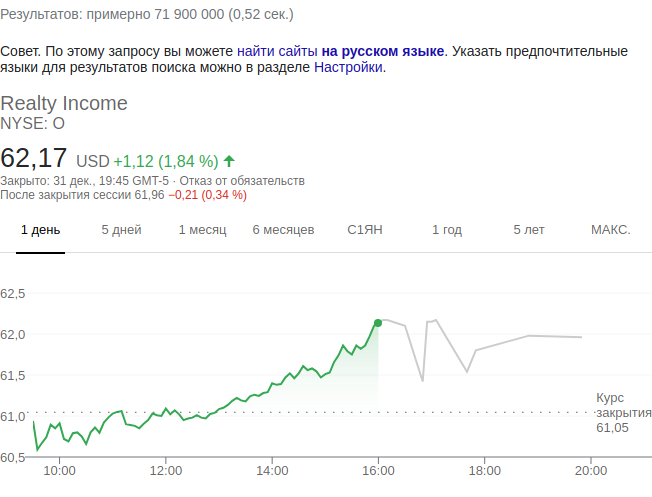 Результатов: примерно 71 900 000 (0,52 сек.)
Совет. По этому запросу вы можете найти сайты на русском языке. Указать предпочтительные
языки для результатов поиска можно в разделе Настройки.
Realty Income
NYSE: O
62,17 USD +1,12 (1,84 %)
Закрыто: 31 дек., 19:45 GMT-5 · Отказ от обязательств
После закрытия сессии 61,96 −0,21 (0,34 %)
1 день 5 дней 1 месяц 6 месяцев С1ЯН 1 год 5 лет МАКС.
62,5
62,0
61,5
61,0
60,5
Курс
закрытия
61,05
10:00 12:00 14:00 16:00 18:00 20:00